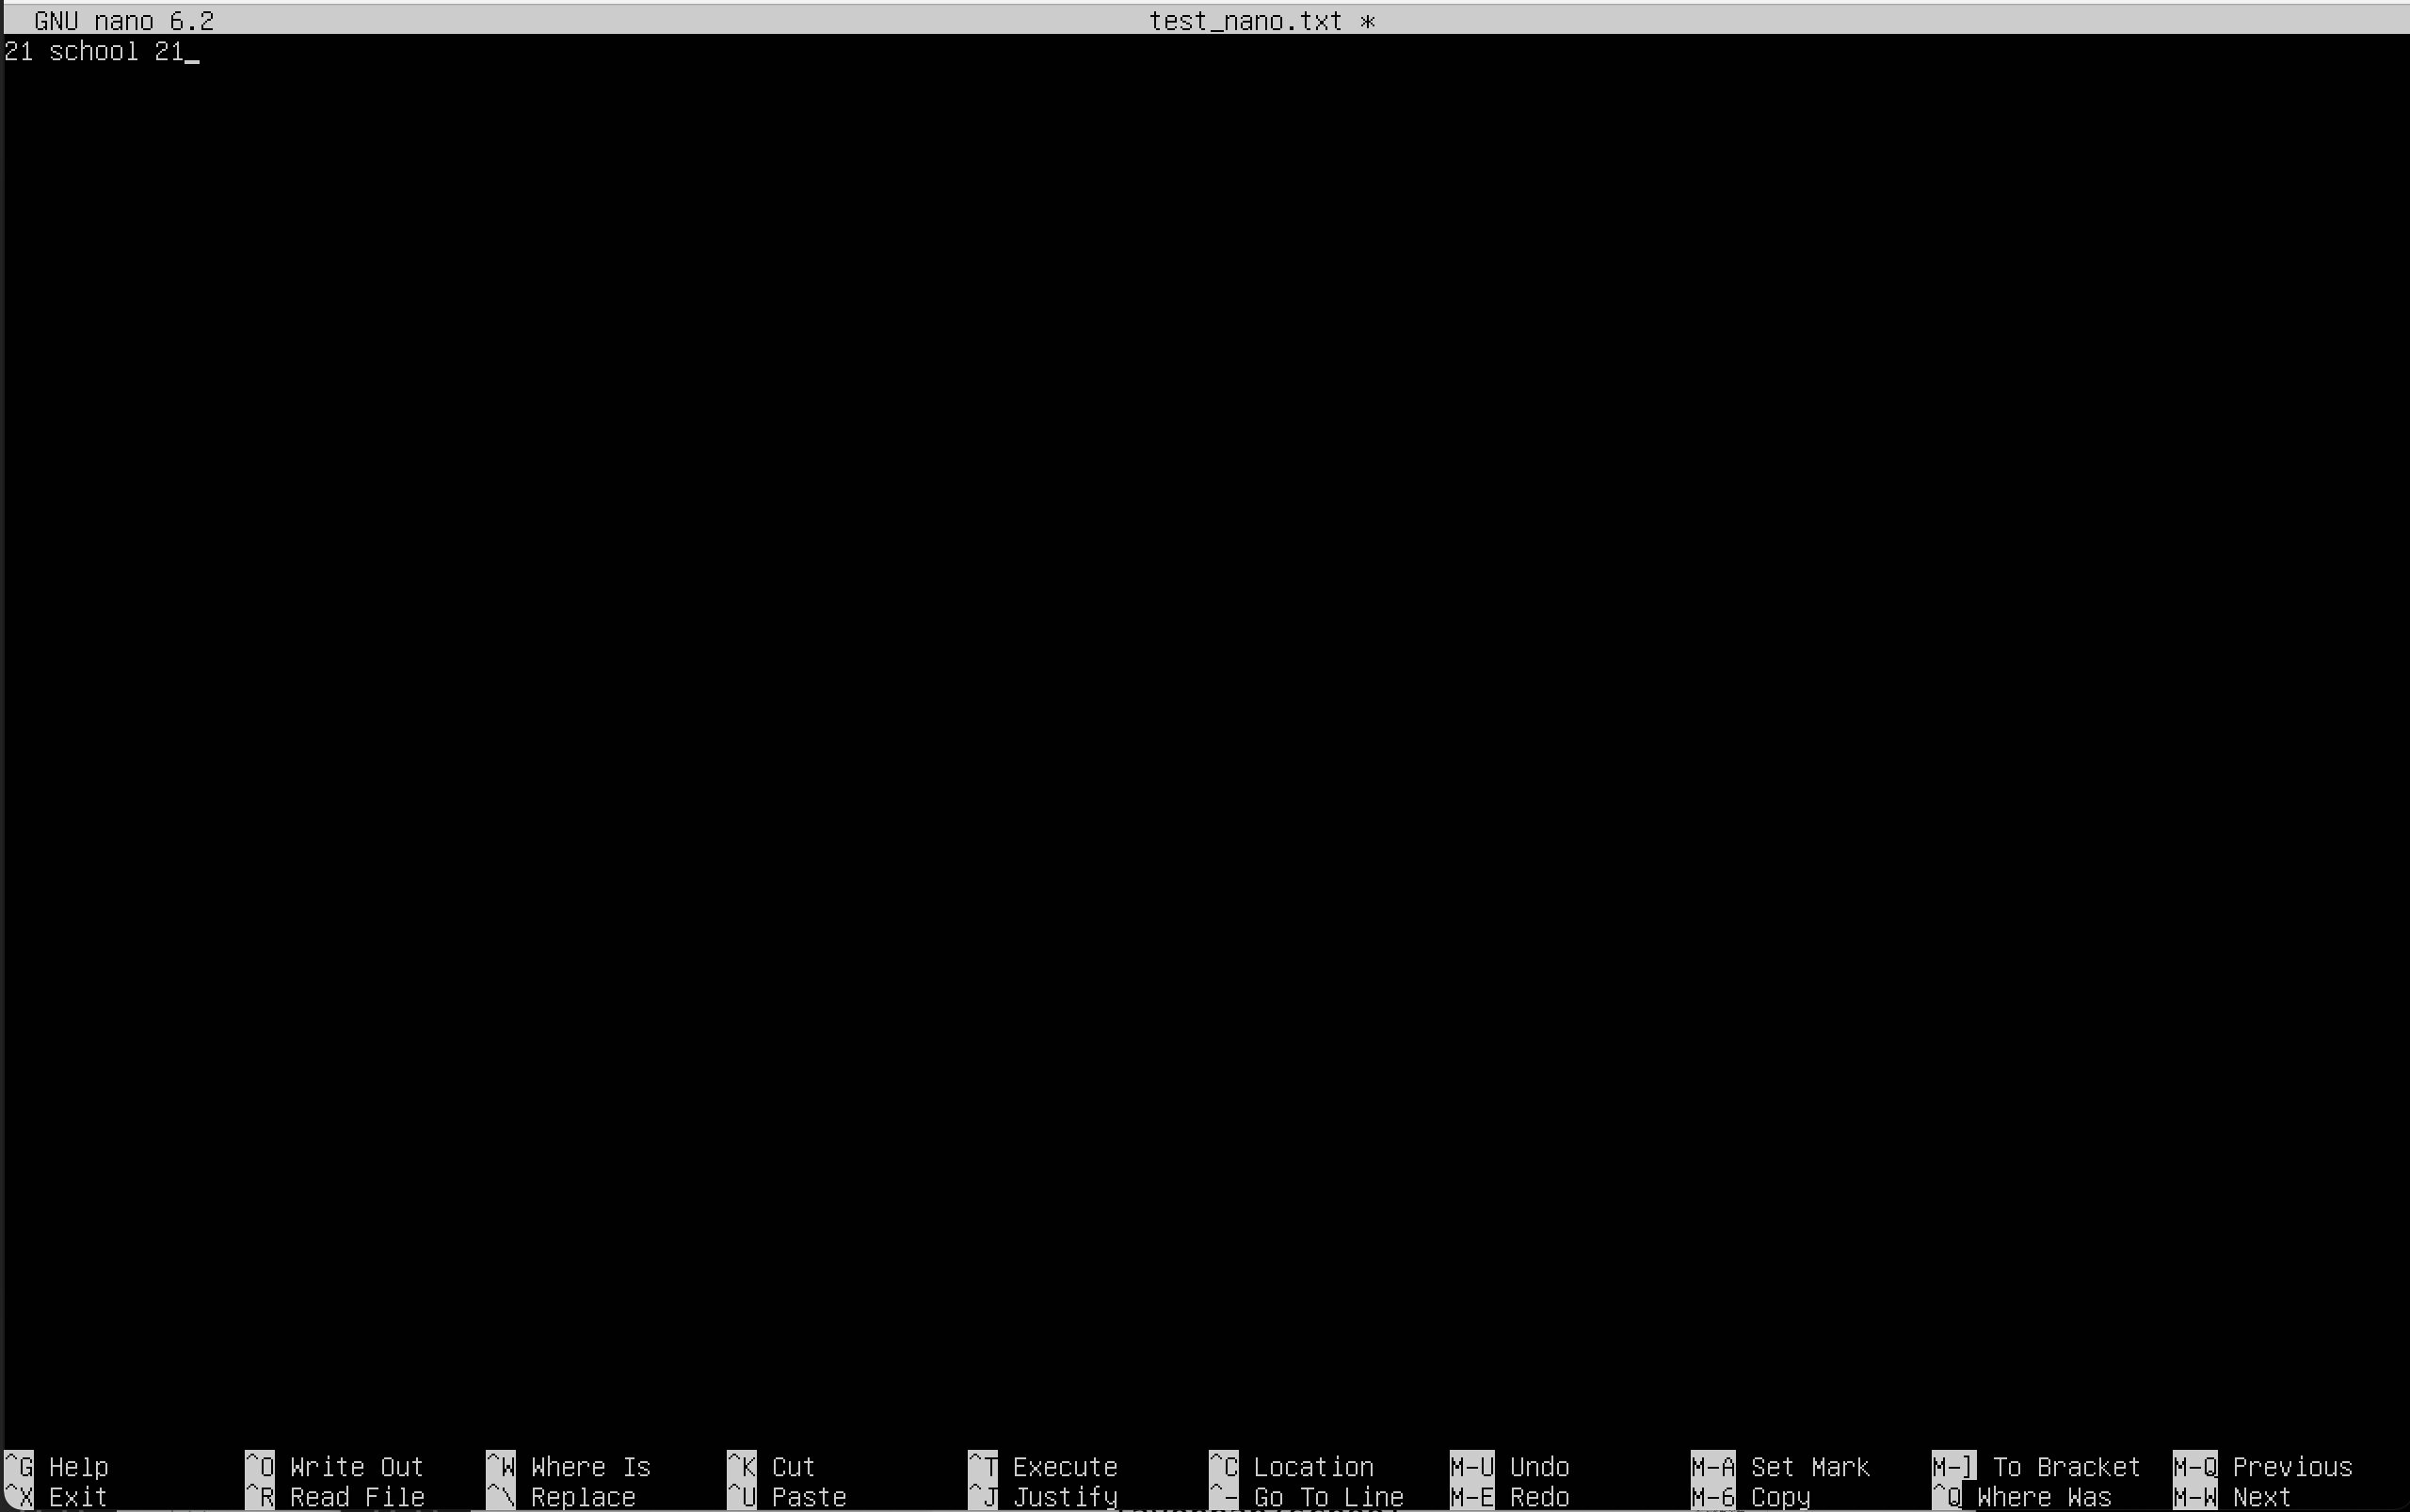 GNU nano 6.2 test_nano.txt *
21 school 21_
^G Help ^O Write Out ^W Where Is ^K Cut ^T Execute ^C Location M-U Undo M-A Set Mark M-] To Bracket M-Q Previous
^X Exit ^R Read File ^\ Replace ^U Paste ^J Justify ^- Go To Line M-E Redo M-6 Copy ^Q Where Was M-W Next